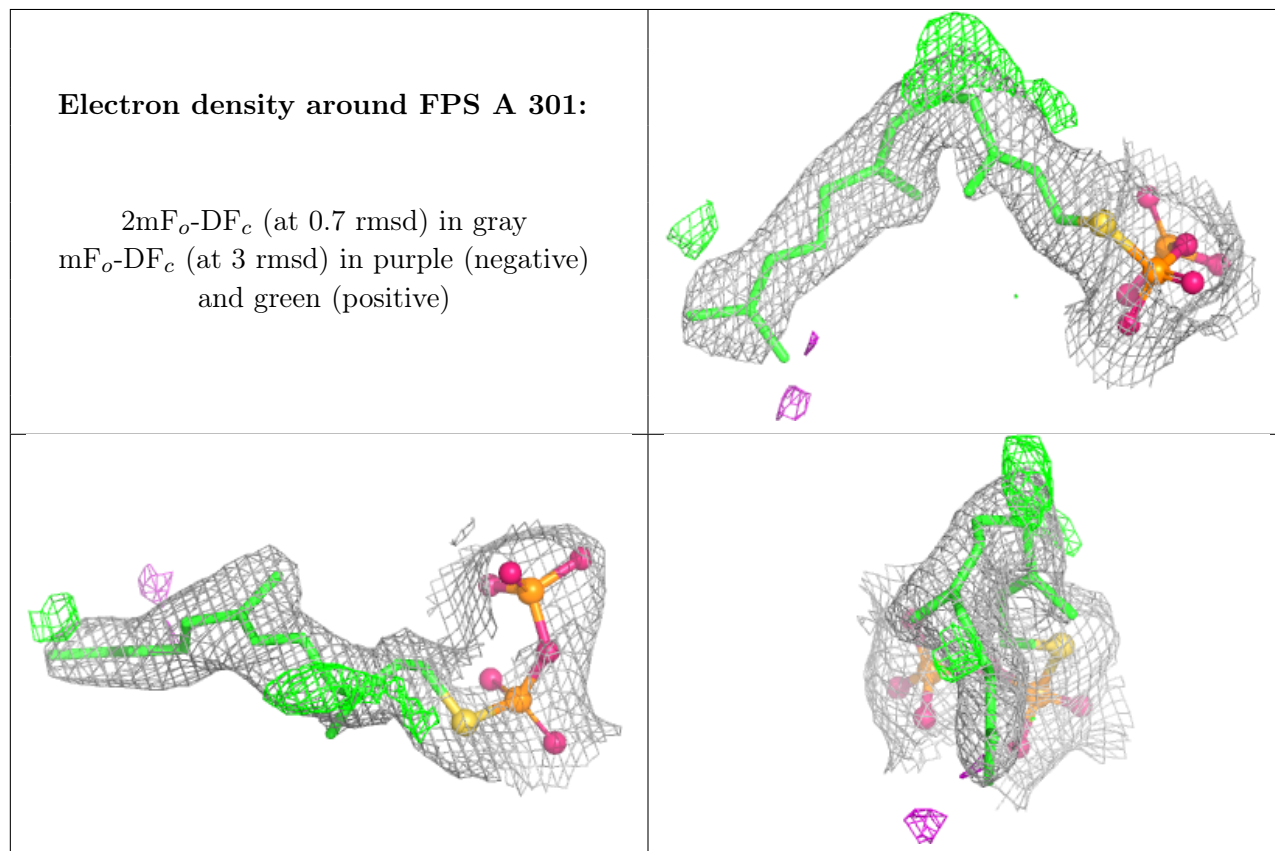 Electron density around FPS A 301:
2mFo-DFc (at 0.7 rmsd) in gray
mFo-DFc (at 3 rmsd) in purple (negative)
and green (positive)